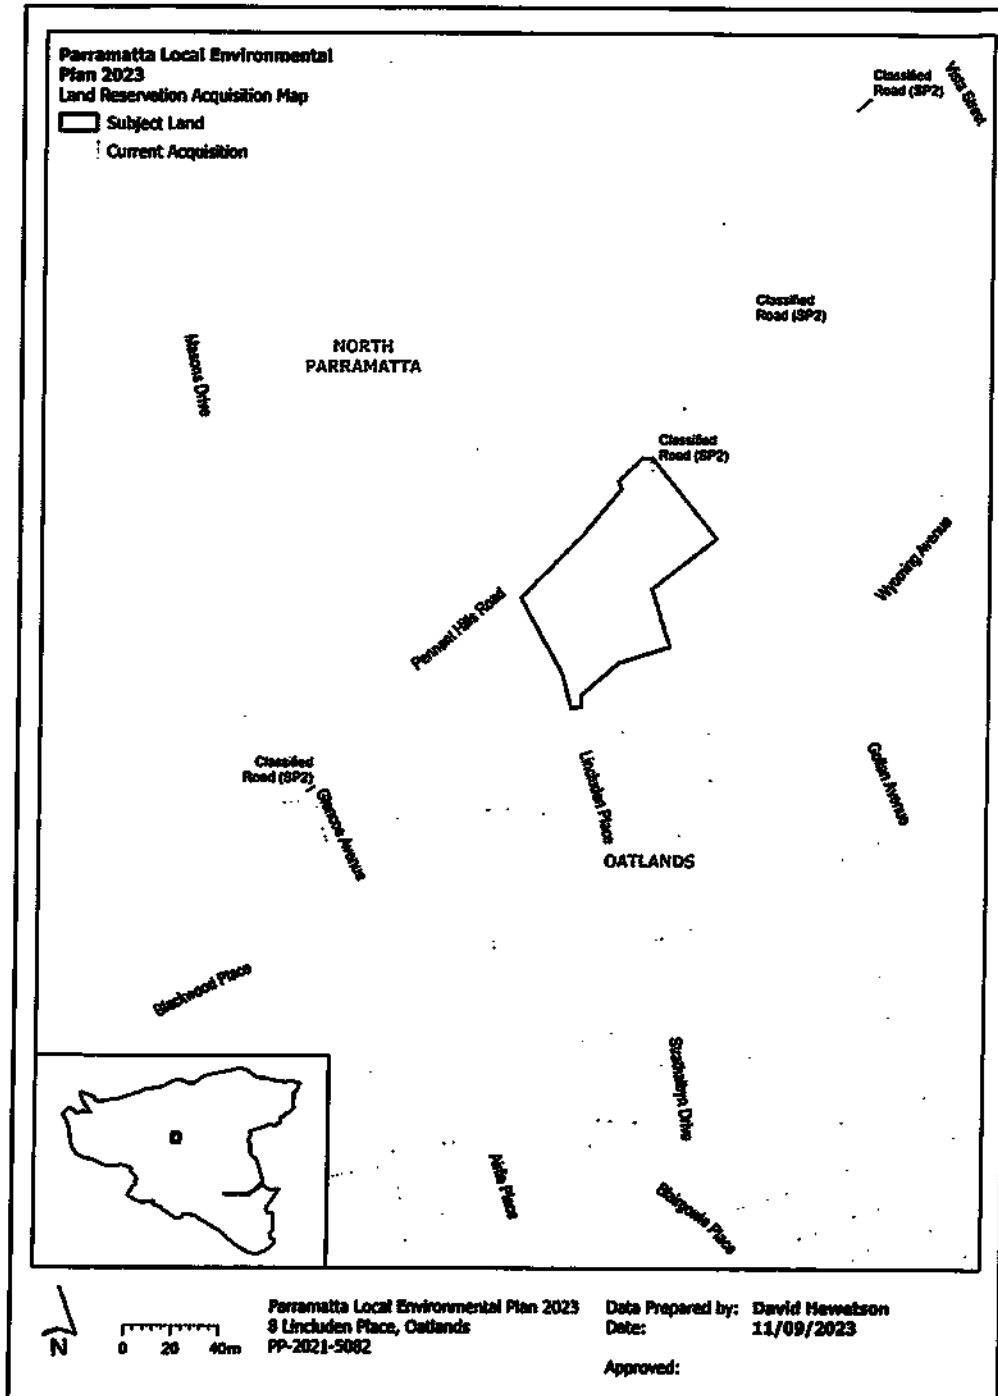 Parramatta Local Environmental
Plan 2023
Land Reservation Acquisition Map
Subject Land
Current Acquisition
Classified
Road (SP2)
Vista Street
Classified
Road (SP2)
NORTH
PARRAMATTA
Masons Drive
Classified
Road (SP2)
Wyoming Avenue
Pennant Hills Road
Classified
Road (SP2)
Glencoe Avenue
Lincluden Place
Gollan Avenue
OATLANDS
Blackwood Place
Strathalbyn Drive
Airlie Place
Blairgowrie Place
N
0 20 40m
Parramatta Local Environmental Plan 2023
8 Lincluden Place, Oatlands
PP-2021-5082
Data Prepared by: David Hewetson
Date: 11/09/2023
Approved: